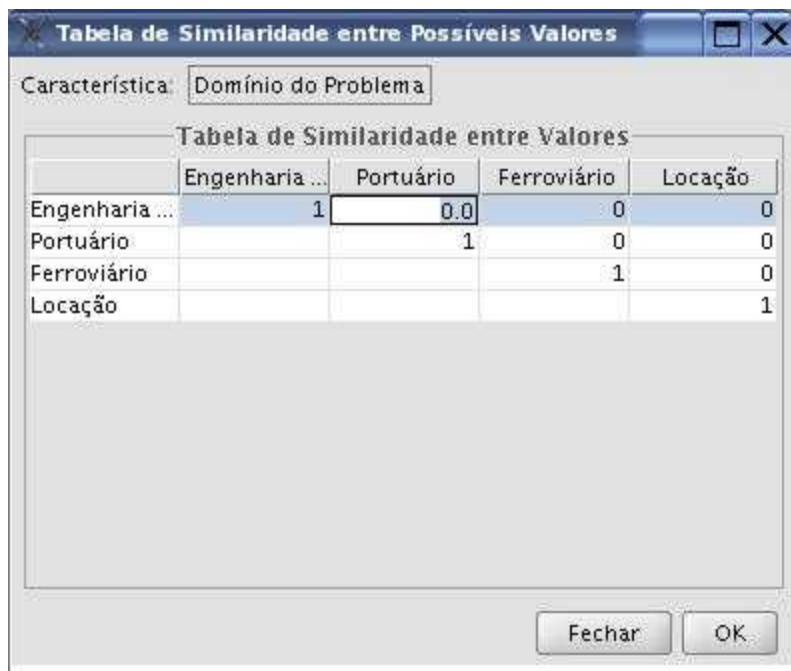 Tabela de Similaridade entre Possíveis Valores
Característica: Domínio do Problema
Tabela de Similaridade entre Valores
Engenharia ... Portuário Ferroviário Locação
Engenharia ... 1 0.0 0 0
Portuário 1 0 0
Ferroviário 1 0
Locação 1
Fechar OK